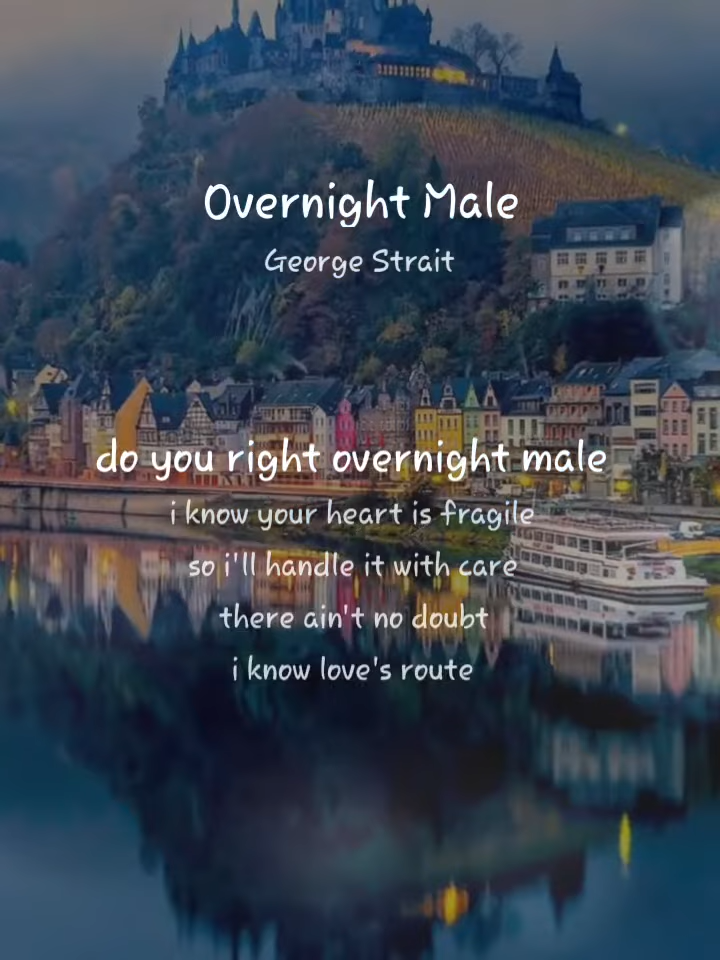 Overnight Male
George Strait
do you right overnight male
i know your heart is fragile
so i'll handle it with care
there ain't no doubt
i know love's route